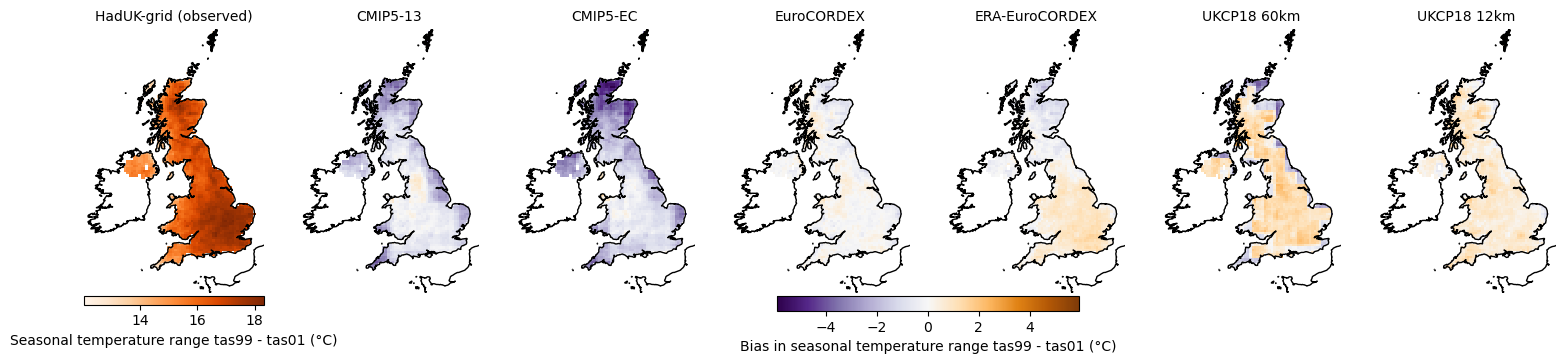 HadUK-grid (observed)
CMIP5-13
CMIP5-EC
EuroCORDEX
ERA-EuroCORDEX
UKCP18 60km
UKCP18 12km
14 16 18
Seasonal temperature range tas99 - tas01 (°C)
−4 −2 0 2 4
Bias in seasonal temperature range tas99 - tas01 (°C)